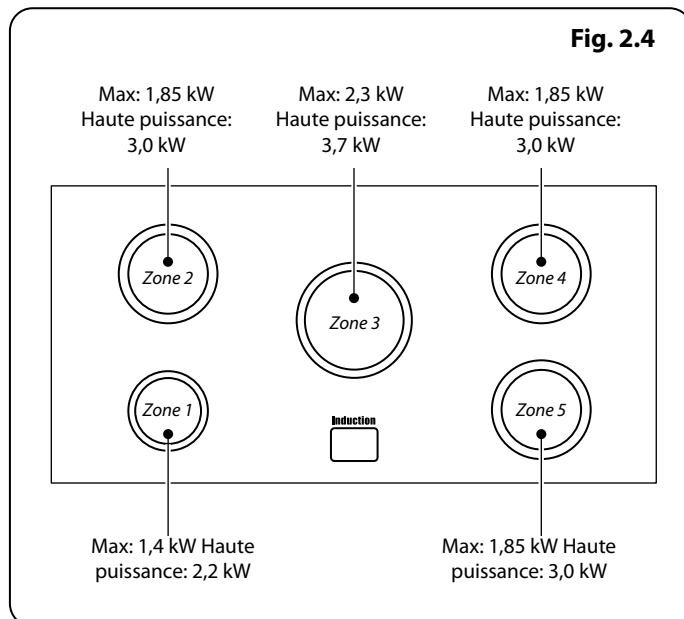 Fig. 2.4
Max: 1,85 kW
Haute puissance:
3,0 kW
Max: 2,3 kW
Haute puissance:
3,7 kW
Max: 1,85 kW
Haute puissance:
3,0 kW
Zone 2
Zone 3
Zone 4
Zone 1
Induction
Zone 5
Max: 1,4 kW Haute
puissance: 2,2 kW
Max: 1,85 kW Haute
puissance: 3,0 kW